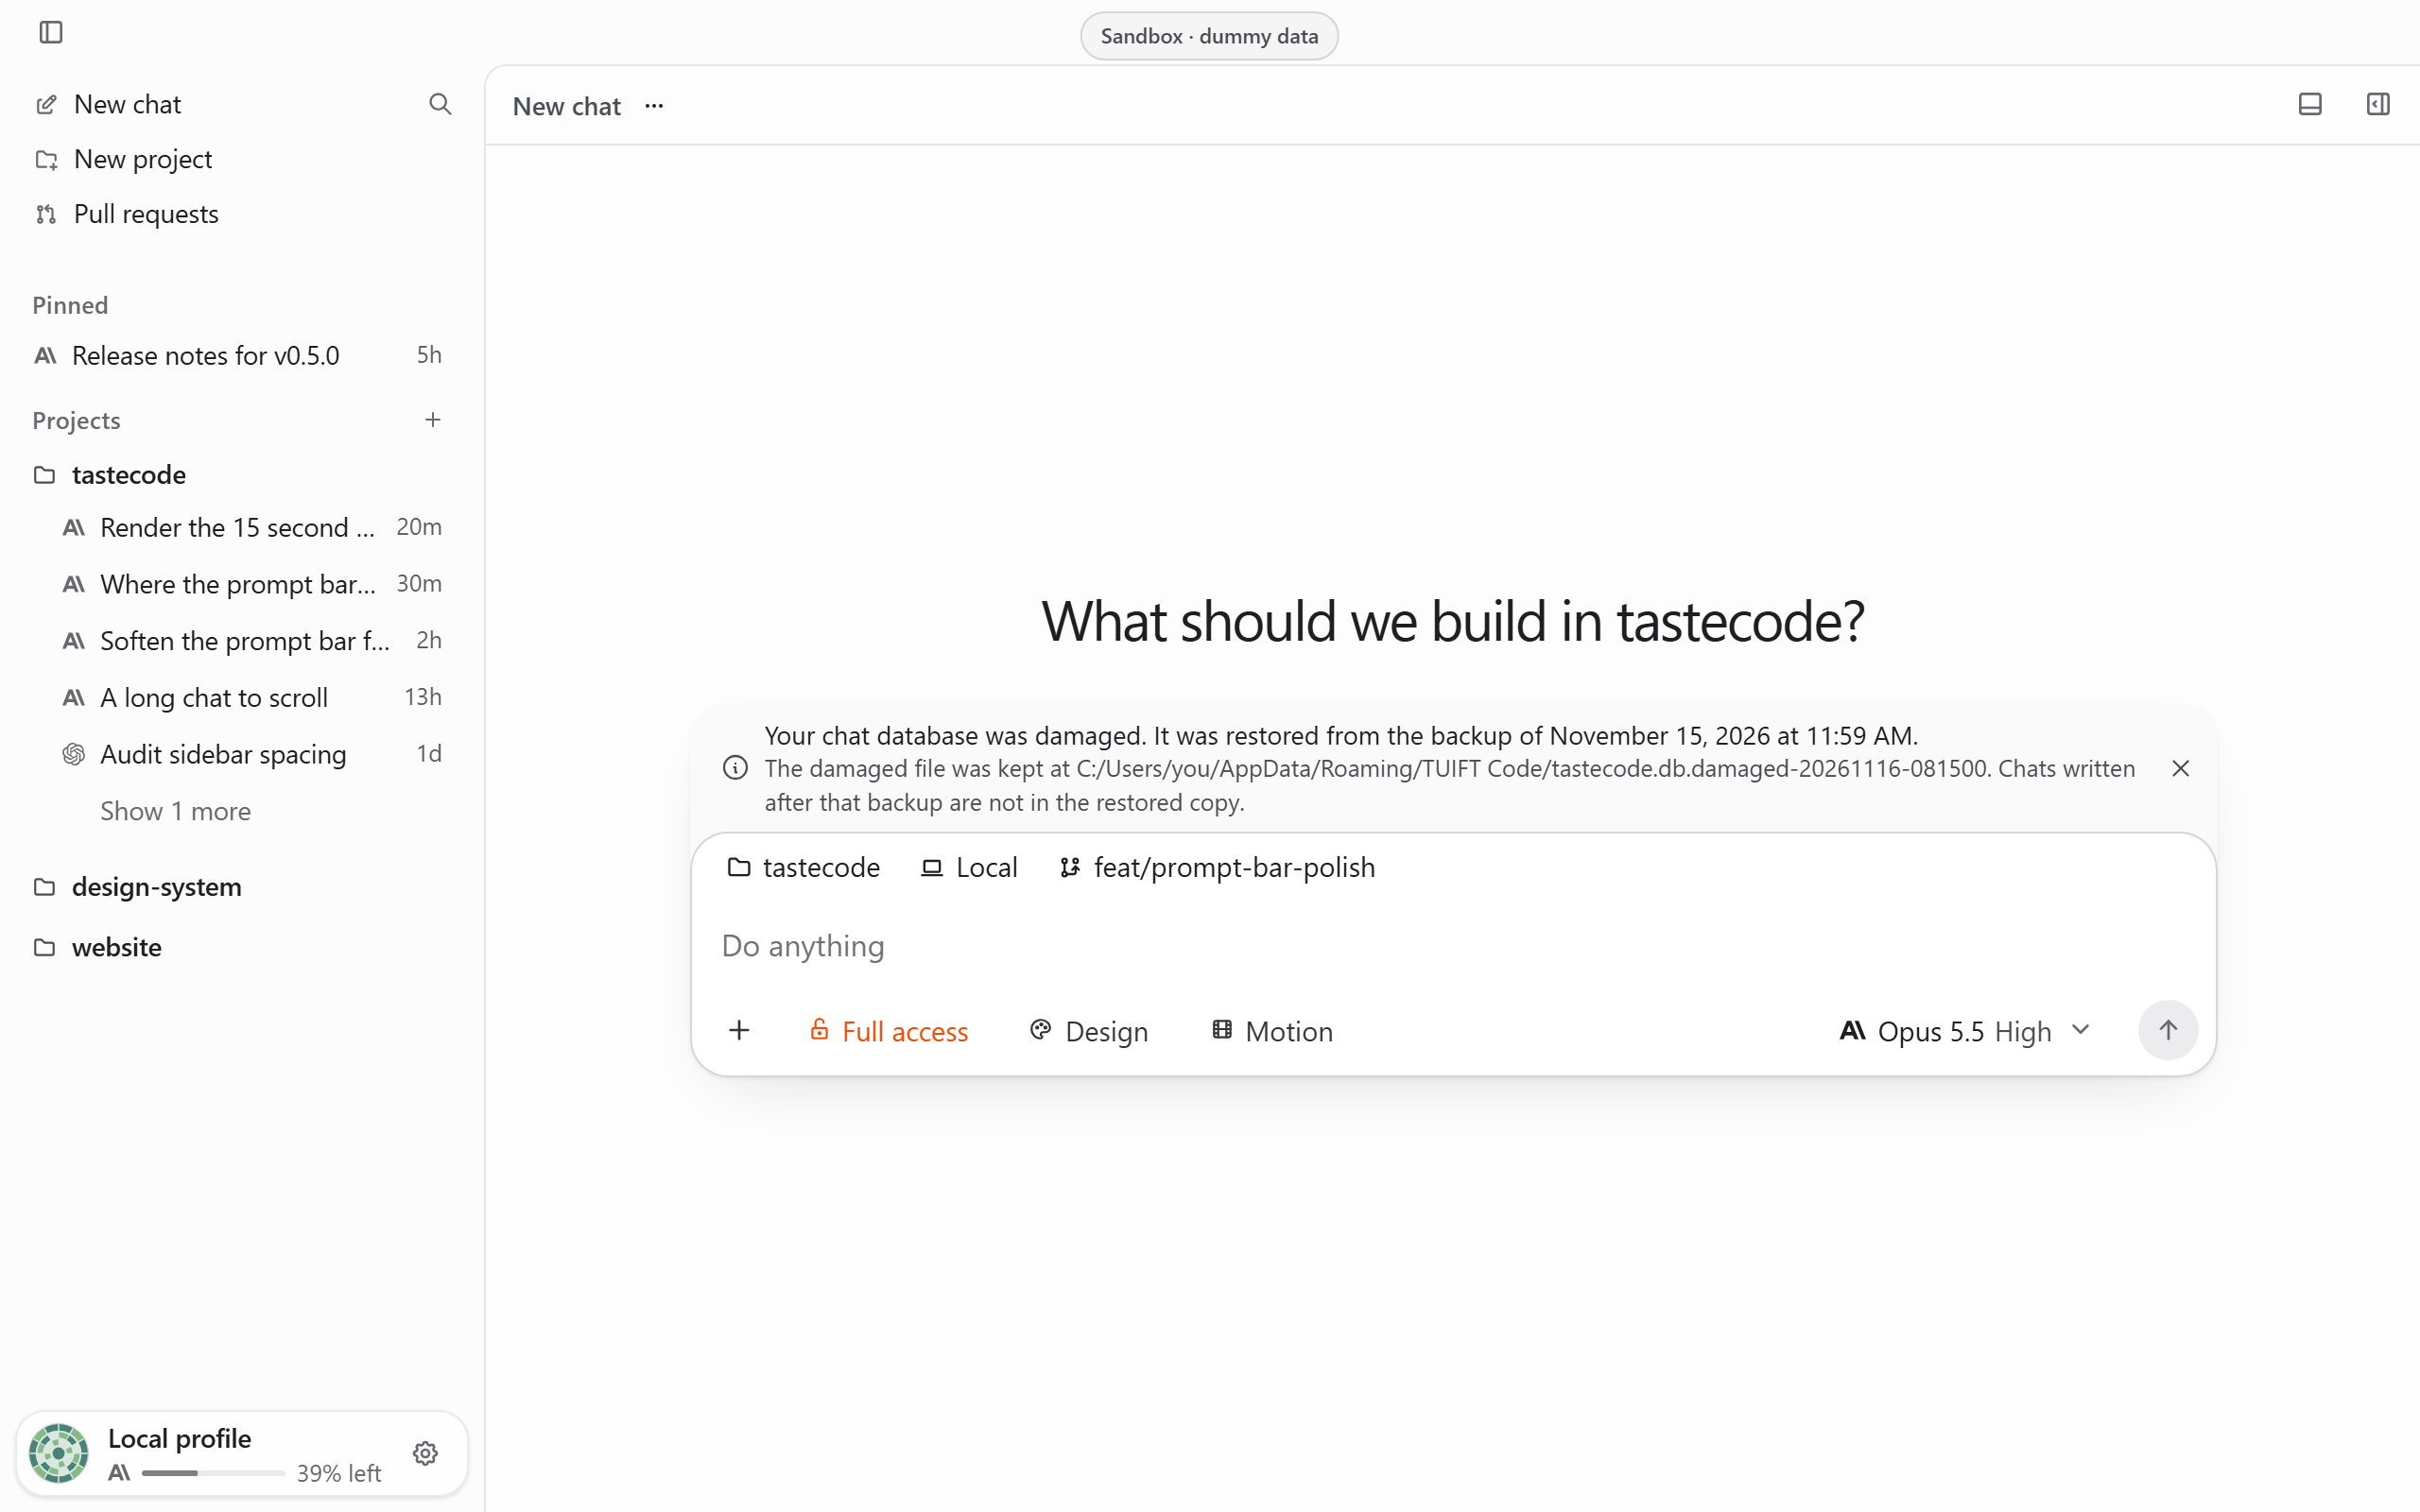 Sandbox · dummy data
New chat
New project
Pull requests
Pinned
Release notes for v0.5.0 5h
Projects
tastecode
Render the 15 second ... 20m
Where the prompt bar... 30m
Soften the prompt bar f... 2h
A long chat to scroll 13h
Audit sidebar spacing 1d
Show 1 more
design-system
website
Local profile
39% left
New chat
What should we build in tastecode?
Your chat database was damaged. It was restored from the backup of November 15, 2026 at 11:59 AM.
The damaged file was kept at C:/Users/you/AppData/Roaming/TUIFT Code/tastecode.db.damaged-20261116-081500. Chats written
after that backup are not in the restored copy.
tastecode Local feat/prompt-bar-polish
Do anything
Full access Design Motion Opus 5.5 High